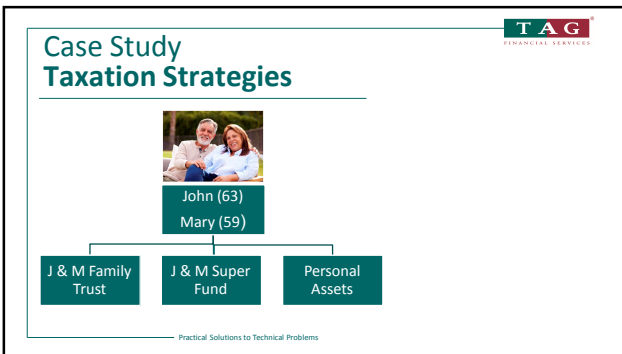 TAG®
FINANCIAL SERVICES
Case Study
Taxation Strategies
John (63)
Mary (59)
J & M Family
Trust
J & M Super
Fund
Personal
Assets
Practical Solutions to Technical Problems